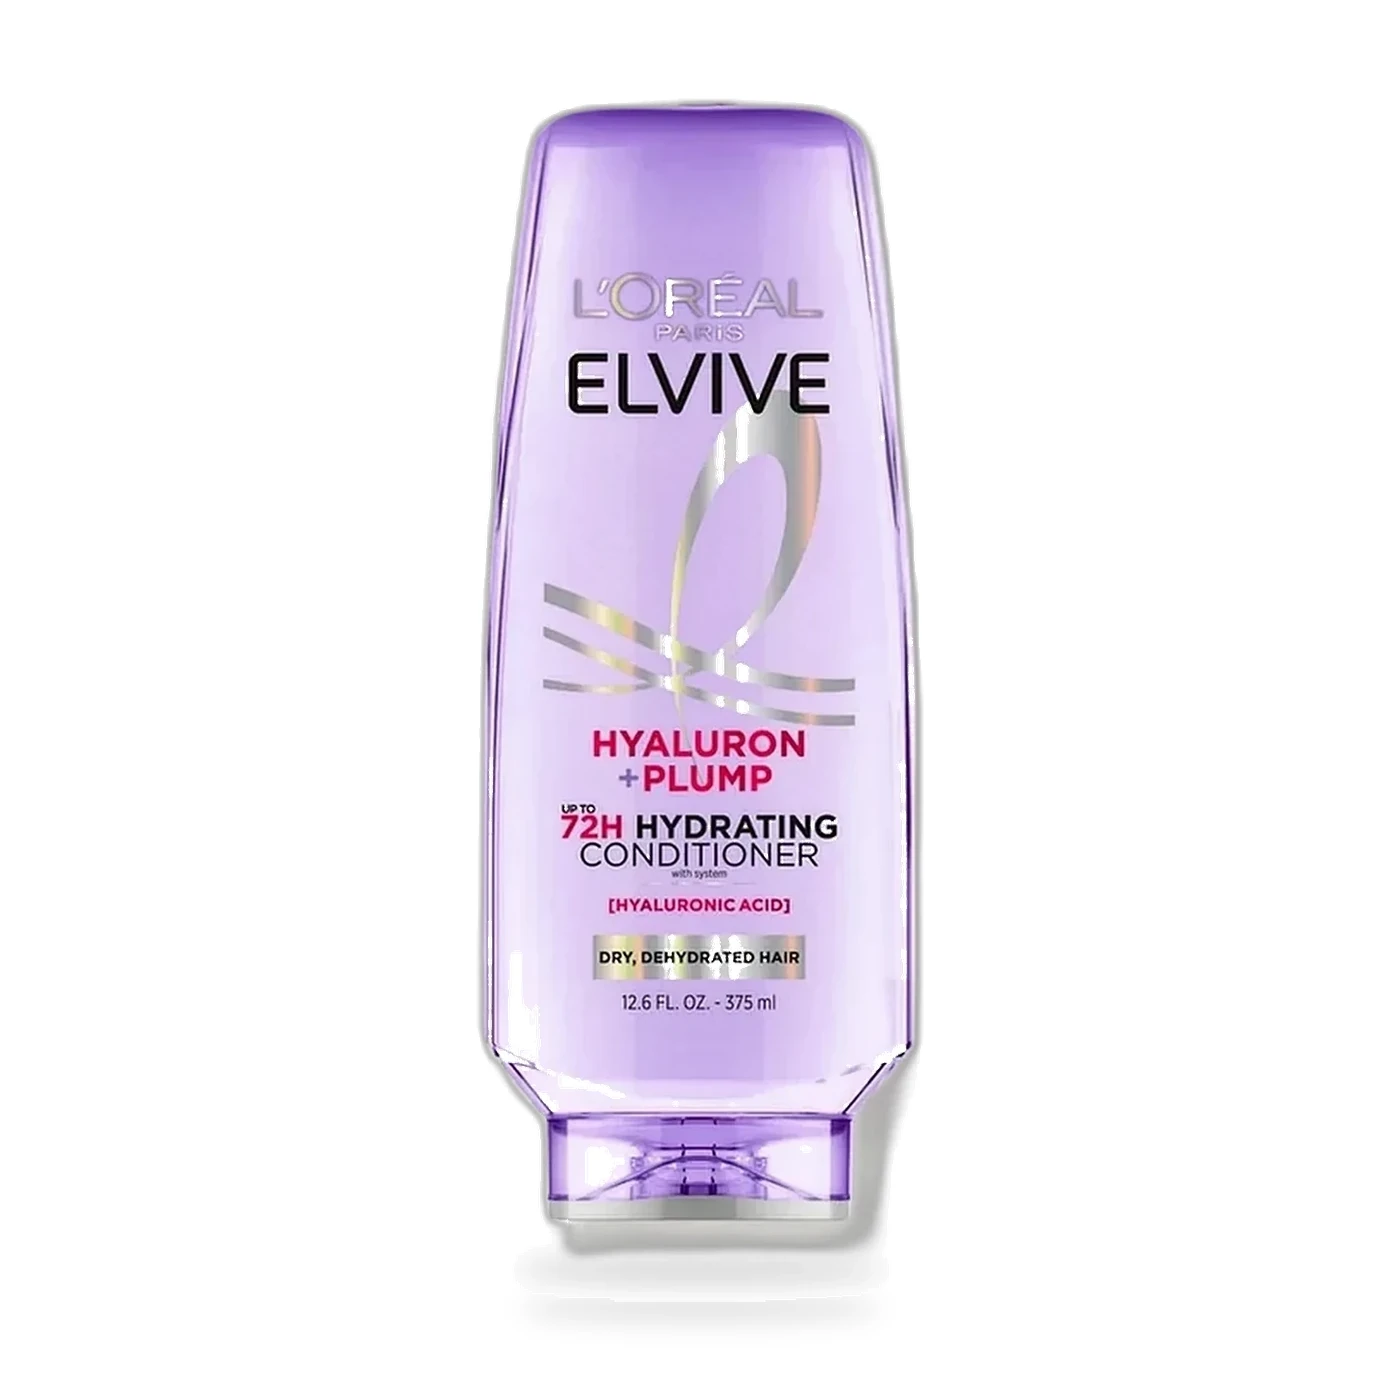 L'ORÉAL
PARIS
ELVIVE
HYALURON
+PLUMP
UP TO
72H HYDRATING
CONDITIONER
with system
[HYALURONIC ACID]
DRY, DEHYDRATED HAIR
12.6 FL. OZ. - 375 ml